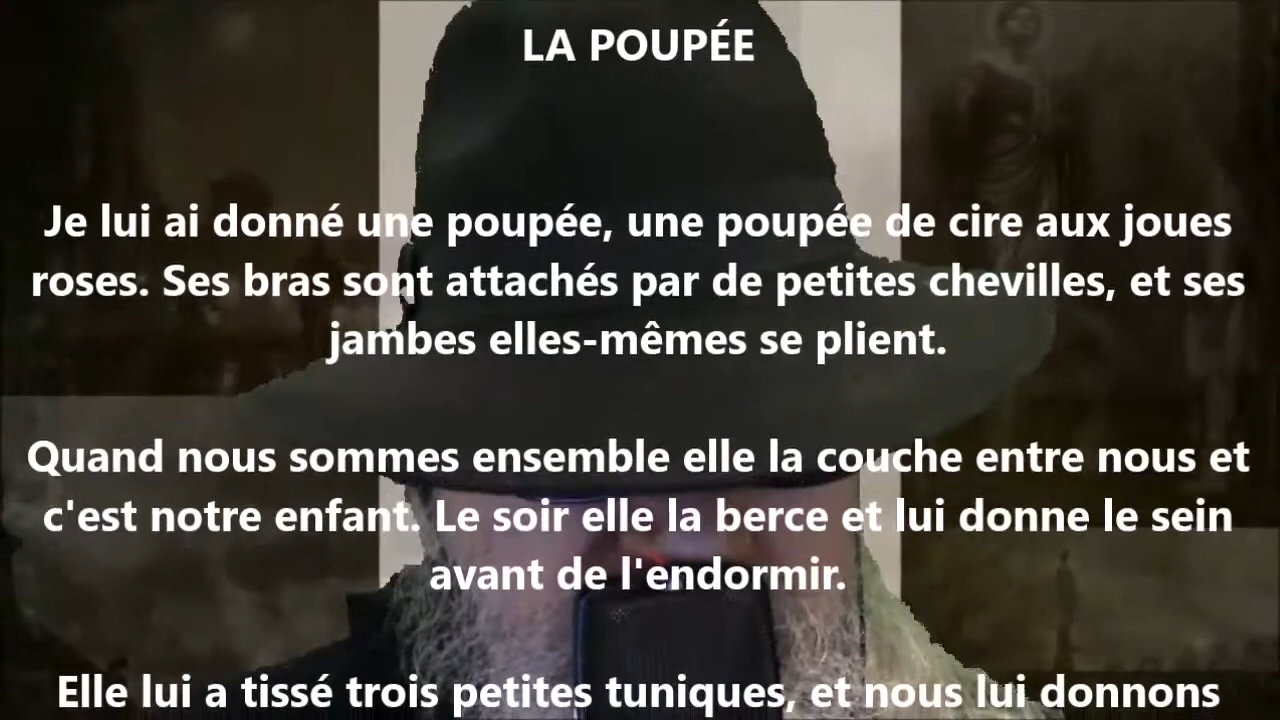 LA POUPÉE
Je lui ai donné une poupée, une poupée de cire aux joues
roses. Ses bras sont attachés par de petites chevilles, et ses
jambes elles-mêmes se plient.
Quand nous sommes ensemble elle la couche entre nous et
c'est notre enfant. Le soir elle la berce et lui donne le sein
avant de l'endormir.
Elle lui a tissé trois petites tuniques, et nous lui donnons